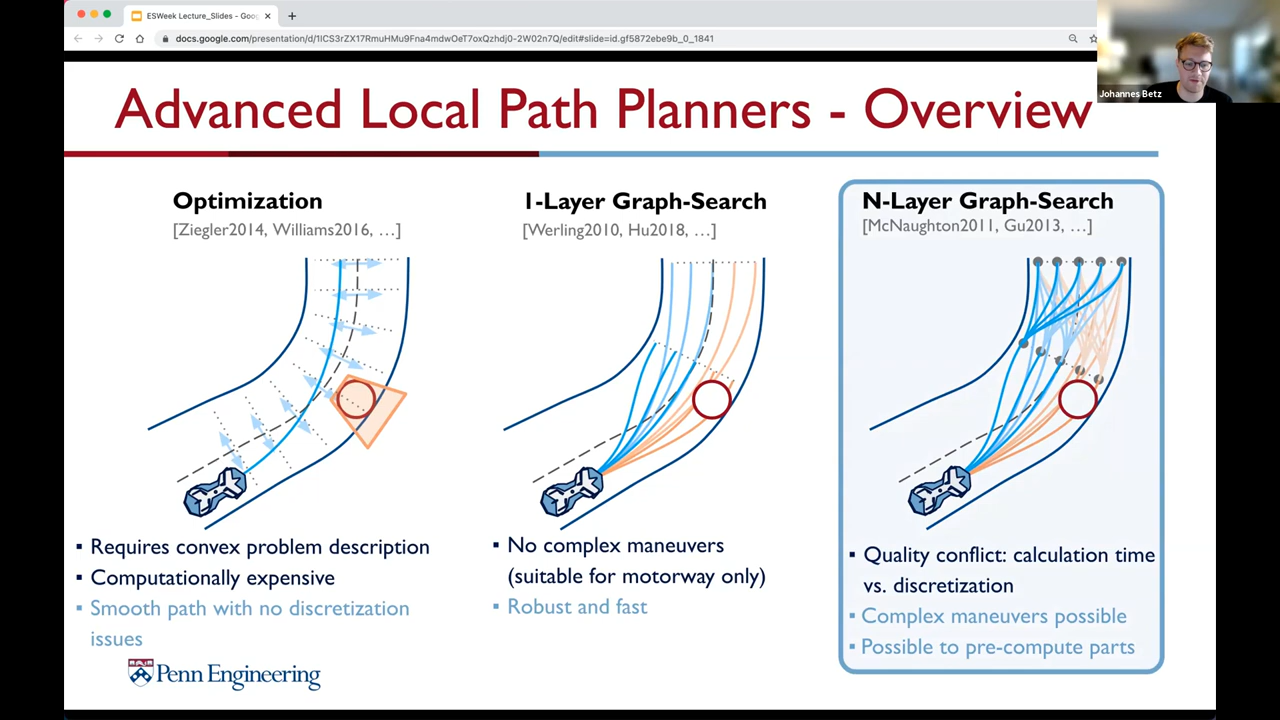 ESWeek Lecture_Slides - Goo
docs.google.com/presentation/d/1ICS3rZX17RmuHMu9Fna4mdwOeT7oxQzhdj0-2W02n7Q/edit#slide=id.gf5872ebe9b_0_1841
Johannes Betz
Advanced Local Path Planners - Overview
Optimization
[Ziegler2014, Williams2016, …]
Requires convex problem description
Computationally expensive
Smooth path with no discretization
issues
1-Layer Graph-Search
[Werling2010, Hu2018, …]
No complex maneuvers
(suitable for motorway only)
Robust and fast
N-Layer Graph-Search
[McNaughton2011, Gu2013, …]
Quality conflict: calculation time
vs. discretization
Complex maneuvers possible
Possible to pre-compute parts
Penn Engineering